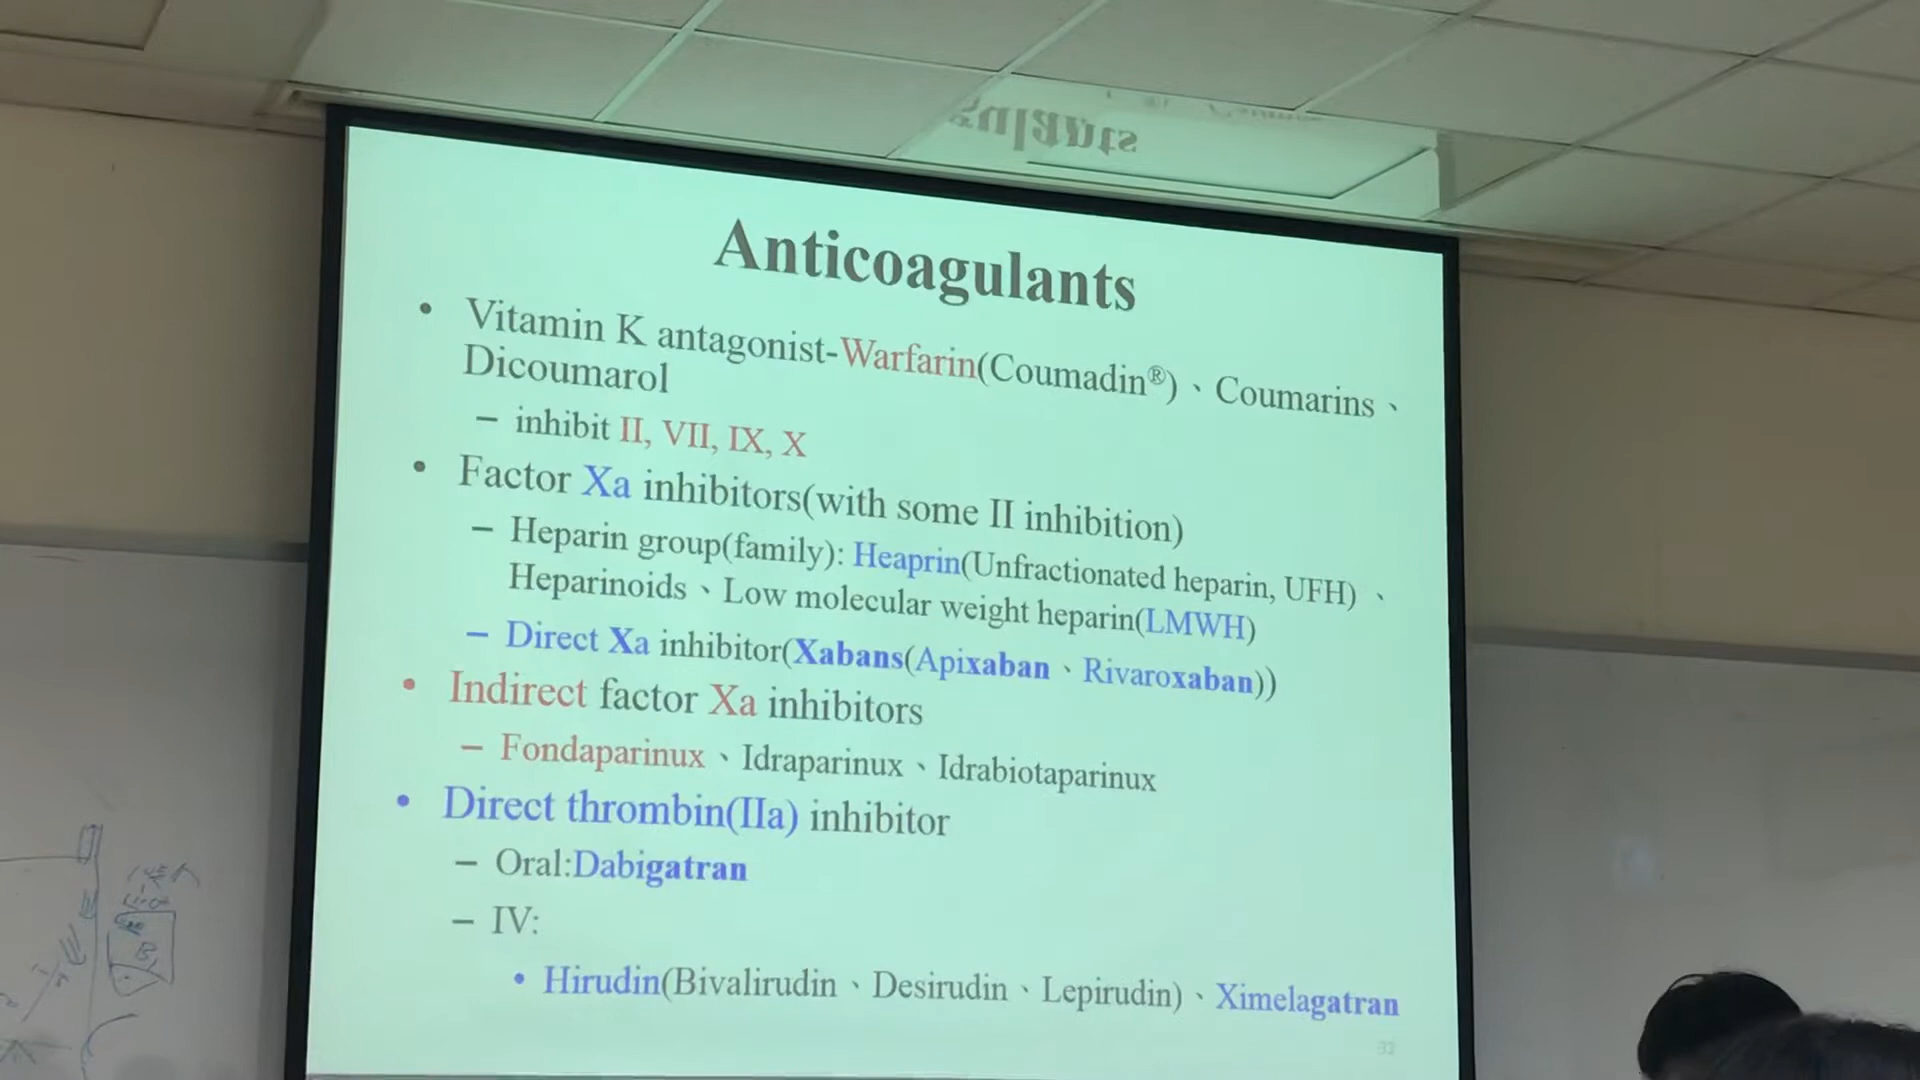 Anticoagulants
• Vitamin K antagonist-Warfarin(Coumadin®)、Coumarins、
Dicoumarol
– inhibit II, VII, IX, X
• Factor Xa inhibitors(with some II inhibition)
– Heparin group(family): Heaprin(Unfractionated heparin, UFH)、
Heparinoids、Low molecular weight heparin(LMWH)
– Direct Xa inhibitor(Xabans(Apixaban、Rivaroxaban))
• Indirect factor Xa inhibitors
– Fondaparinux、Idraparinux、Idrabiotaparinux
• Direct thrombin(IIa) inhibitor
– Oral:Dabigatran
– IV:
• Hirudin(Bivalirudin、Desirudin、Lepirudin)、Ximelagatran